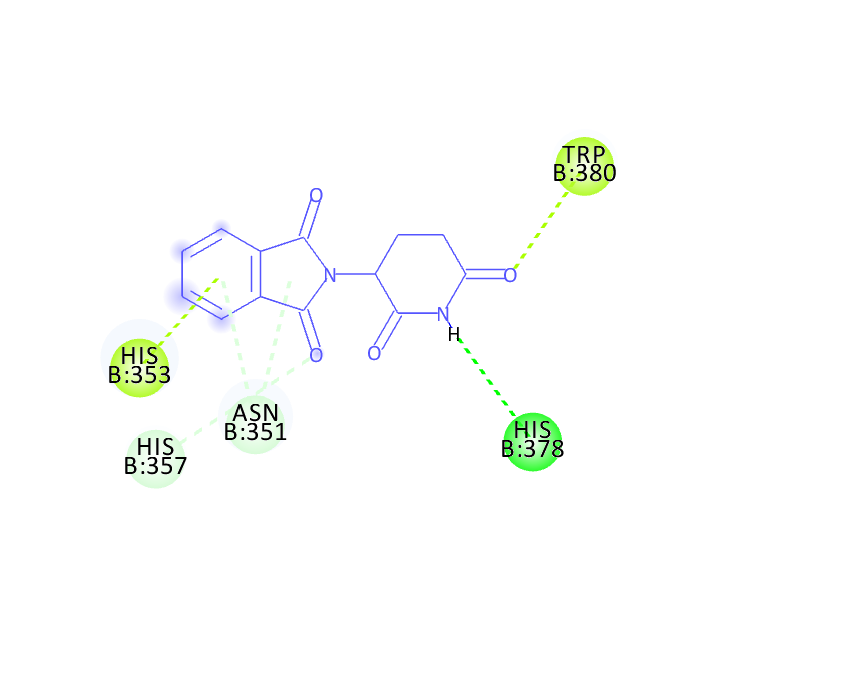 TRP
B:380
O
N
O
O
N
H
O
O
HIS
B:353
ASN
B:351
HIS
B:378
HIS
B:357